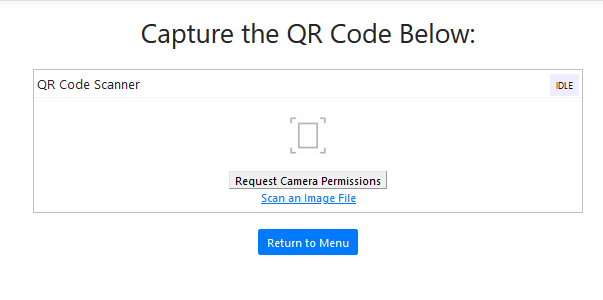 Capture the QR Code Below:
QR Code Scanner
IDLE
Request Camera Permissions
Scan an Image File
Return to Menu